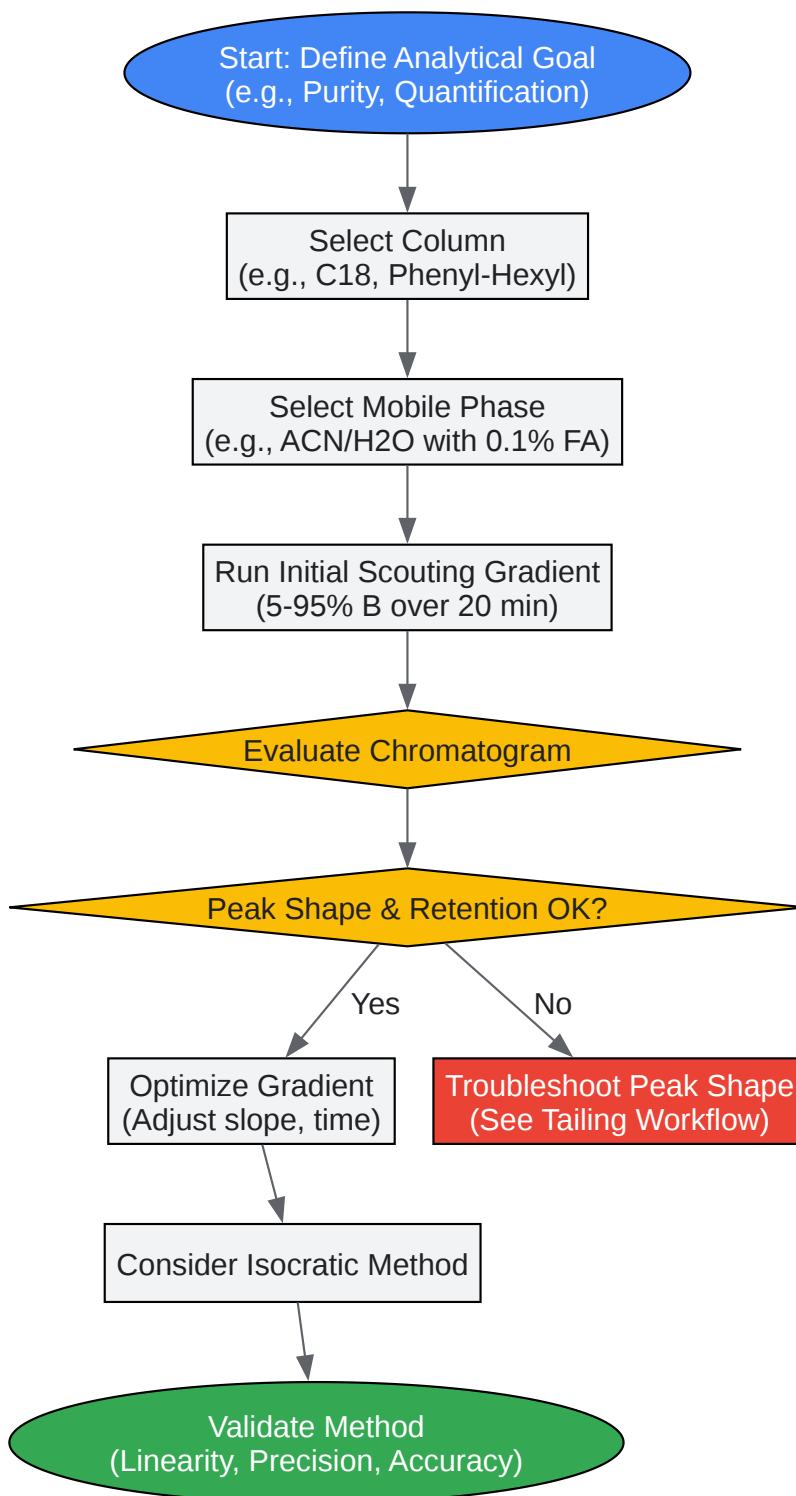 Start: Define Analytical Goal
(e.g., Purity, Quantification)
Select Column
(e.g., C18, Phenyl-Hexyl)
Select Mobile Phase
(e.g., ACN/H2O with 0.1% FA)
Run Initial Scouting Gradient
(5-95% B over 20 min)
Evaluate Chromatogram
Peak Shape & Retention OK?
Yes
No
Optimize Gradient
(Adjust slope, time)
Troubleshoot Peak Shape
(See Tailing Workflow)
Consider Isocratic Method
Validate Method
(Linearity, Precision, Accuracy)